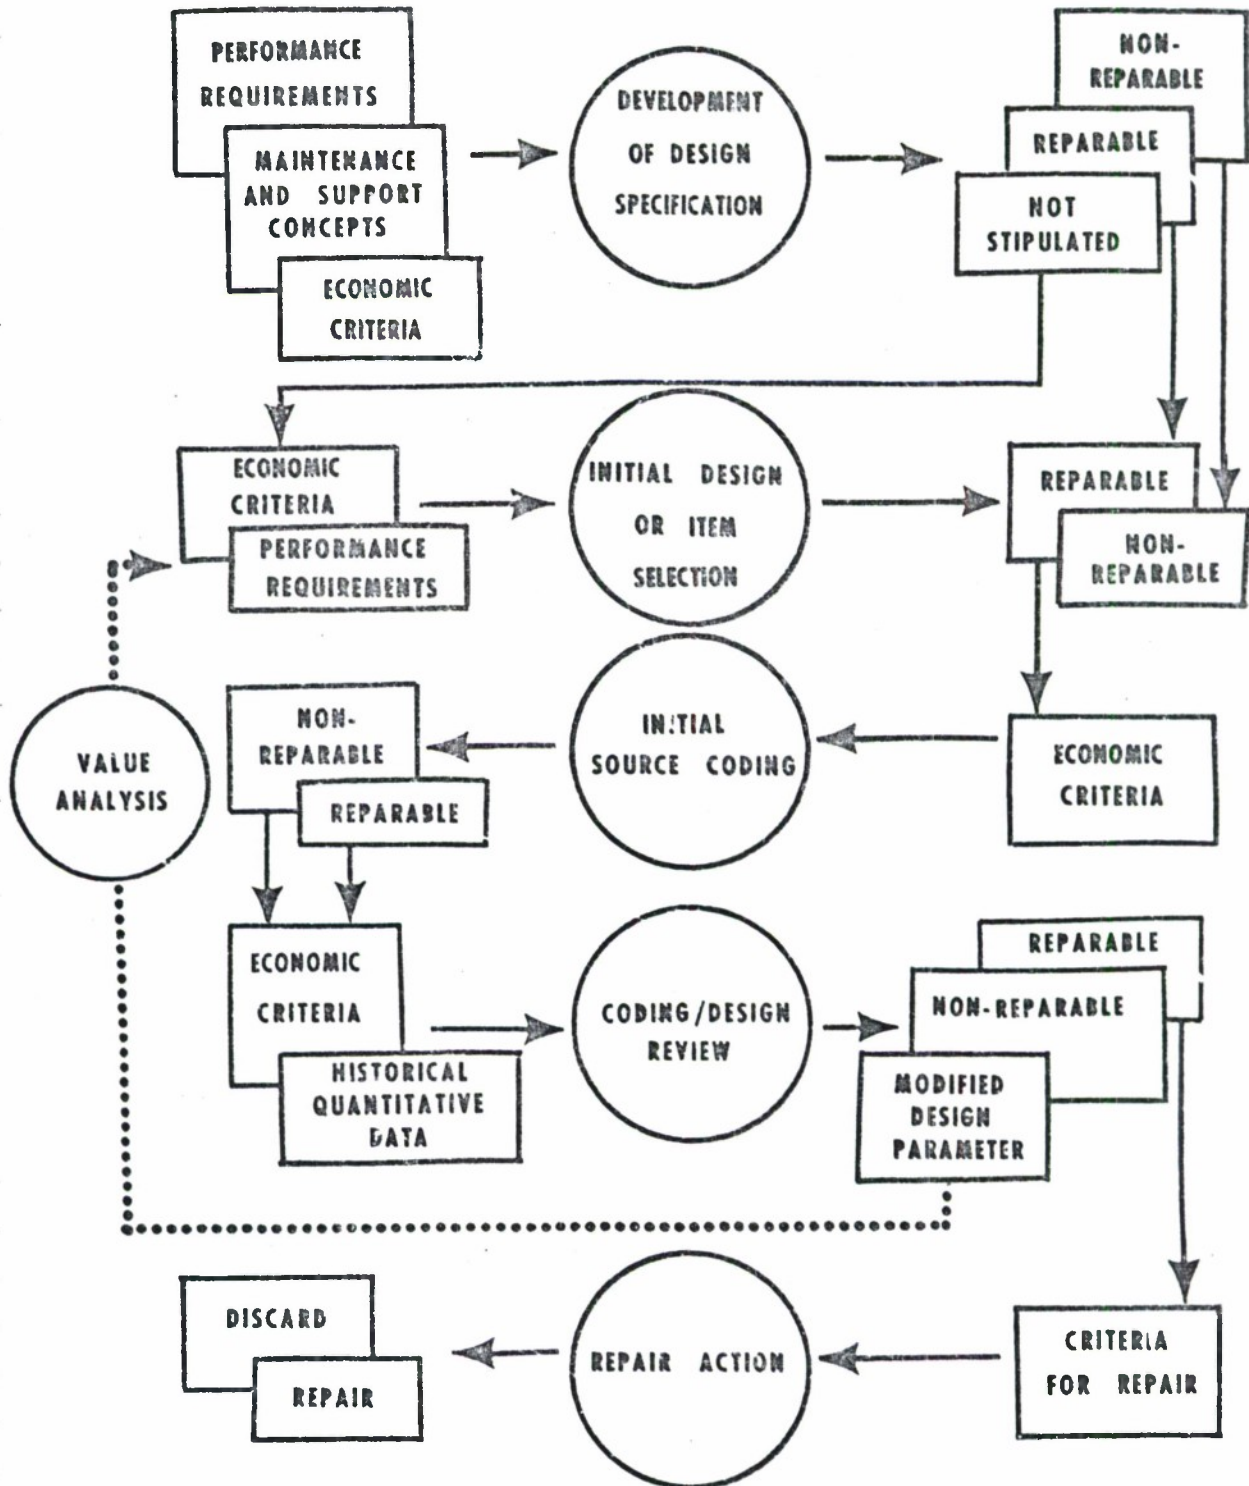 PERFORMANCE
REQUIREMENTS
MAINTENANCE
AND SUPPORT
CONCEPTS
ECONOMIC
CRITERIA
DEVELOPMENT
OF DESIGN
SPECIFICATION
NON-
REPARABLE
REPARABLE
NOT
STIPULATED
ECONOMIC
CRITERIA
PERFORMANCE
REQUIREMENTS
INITIAL DESIGN
OR ITEM
SELECTION
REPARABLE
NON-
REPARABLE
VALUE
ANALYSIS
NON-
REPARABLE
REPARABLE
INITIAL
SOURCE CODING
ECONOMIC
CRITERIA
ECONOMIC
CRITERIA
HISTORICAL
QUANTITATIVE
DATA
CODING/DESIGN
REVIEW
REPARABLE
NON-REPARABLE
MODIFIED
DESIGN
PARAMETER
DISCARD
REPAIR
REPAIR ACTION
CRITERIA
FOR REPAIR